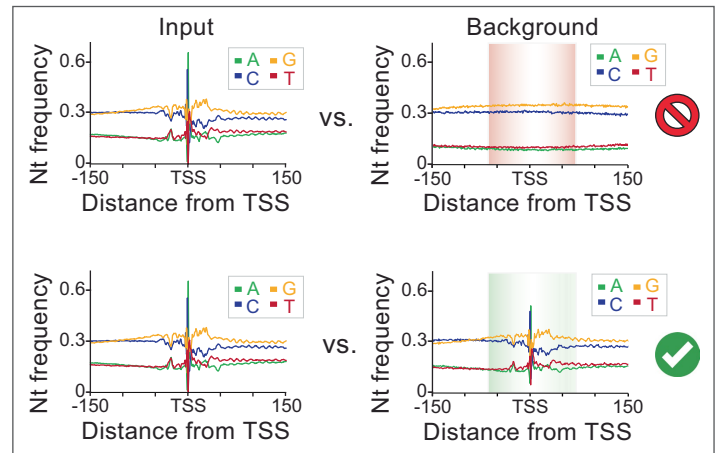 Input
Background
Nt frequency
0.6
0.3
0
A G
C T
-150 TSS 150
Distance from TSS
vs.
Nt frequency
0.6
0.3
0
A G
C T
-150 TSS 150
Distance from TSS
Nt frequency
0.6
0.3
0
A G
C T
-150 TSS 150
Distance from TSS
vs.
Nt frequency
0.6
0.3
0
A G
C T
-150 TSS 150
Distance from TSS